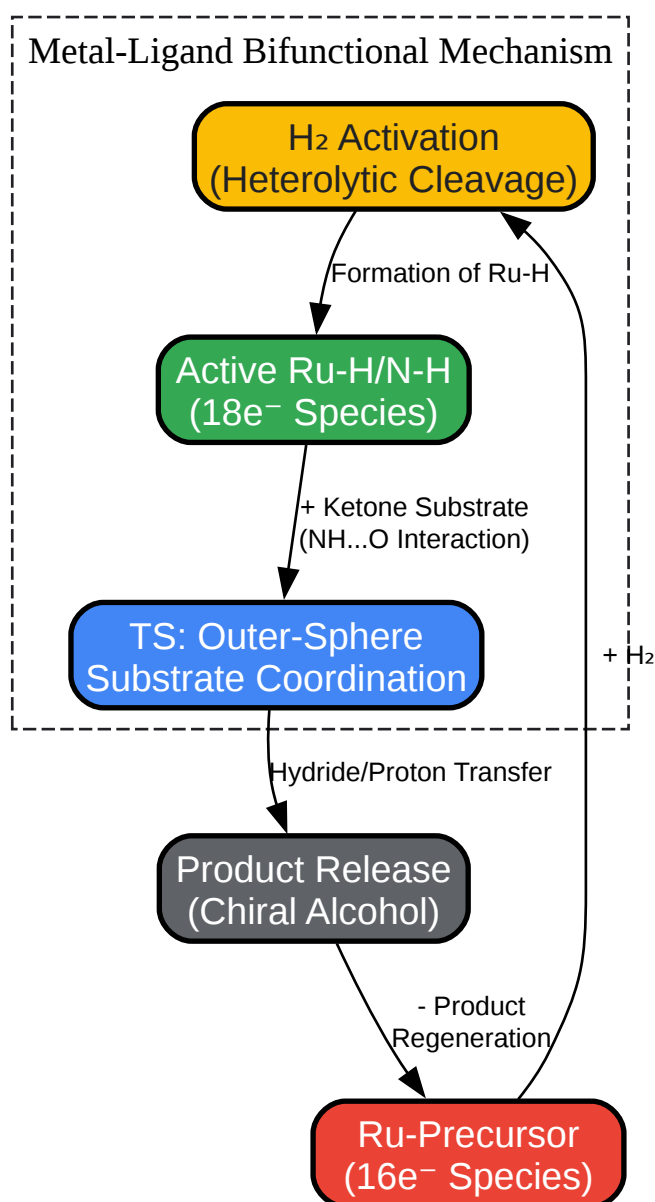 Metal-Ligand Bifunctional Mechanism
H₂ Activation
(Heterolytic Cleavage)
Formation of Ru-H
Active Ru-H/N-H
(18e⁻ Species)
+ Ketone Substrate
(NH...O Interaction)
TS: Outer-Sphere
Substrate Coordination
+ H₂
Hydride/Proton Transfer
Product Release
(Chiral Alcohol)
- Product
Regeneration
Ru-Precursor
(16e⁻ Species)